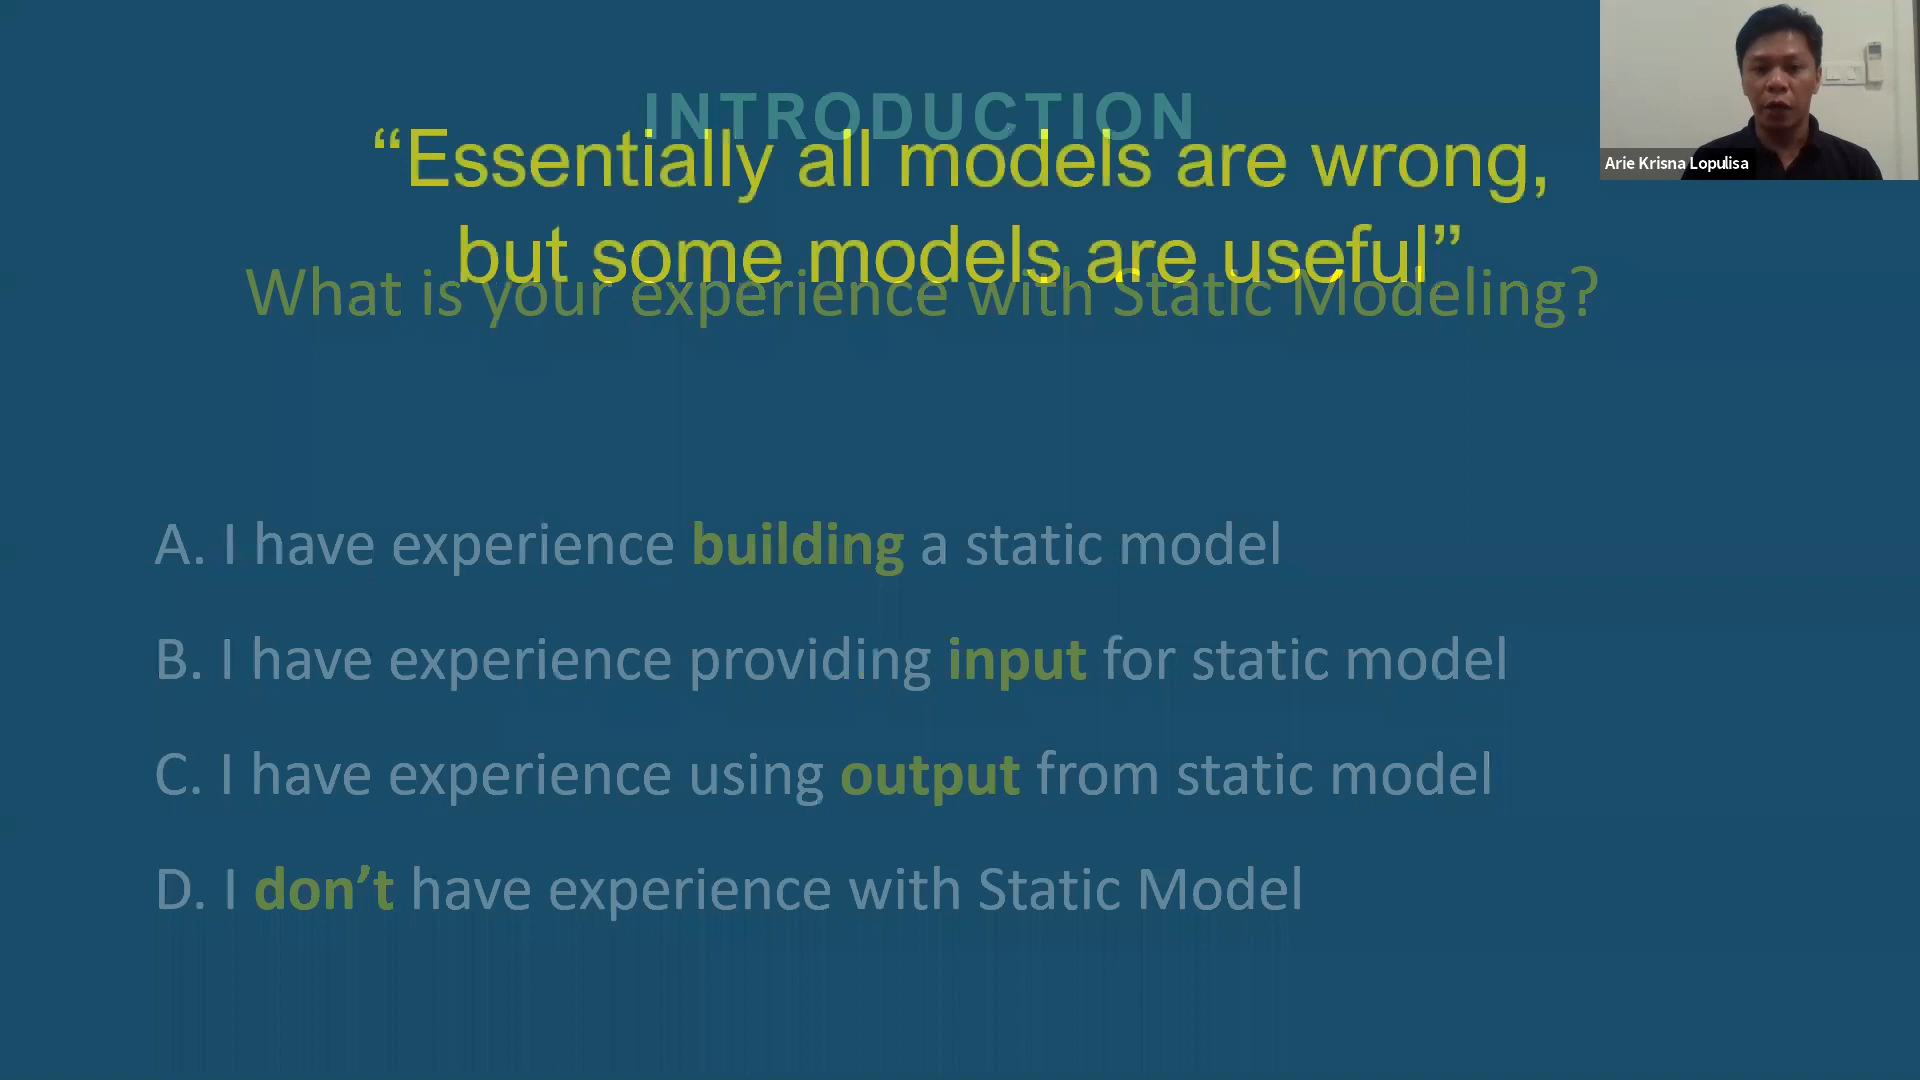 INTRODUCTION
“Essentially all models are wrong,
but some models are useful”
What is your experience with Static Modeling?
A. I have experience building a static model
B. I have experience providing input for static model
C. I have experience using output from static model
D. I don’t have experience with Static Model
Arie Krisna Lopulisa